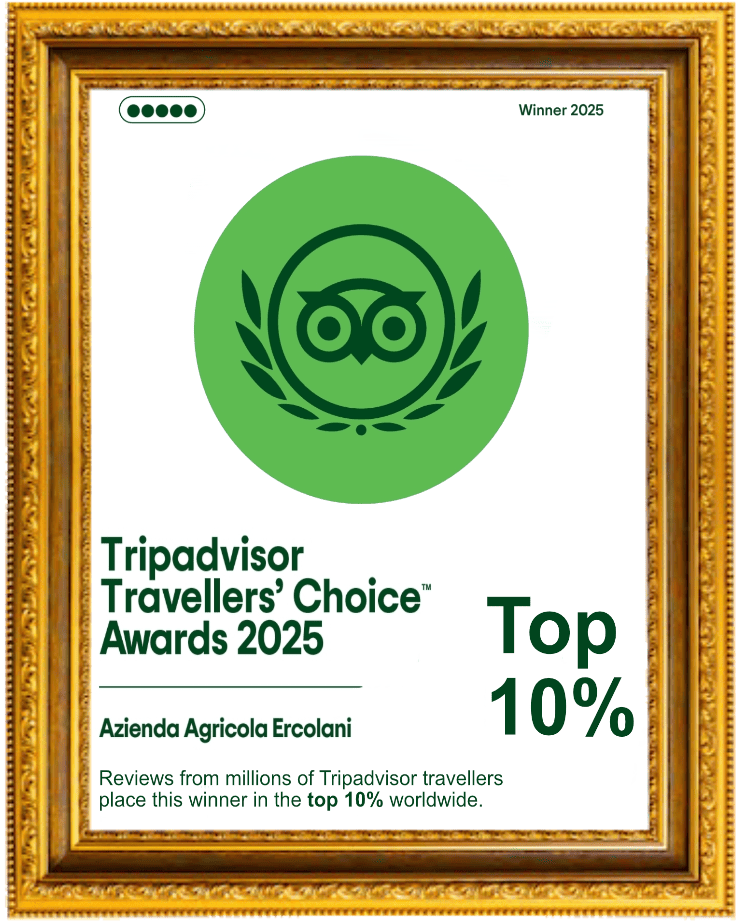 Winner 2025
Tripadvisor
Travellers’ Choice™
Awards 2025
Top
10%
Azienda Agricola Ercolani
Reviews from millions of Tripadvisor travellers
place this winner in the top 10% worldwide.